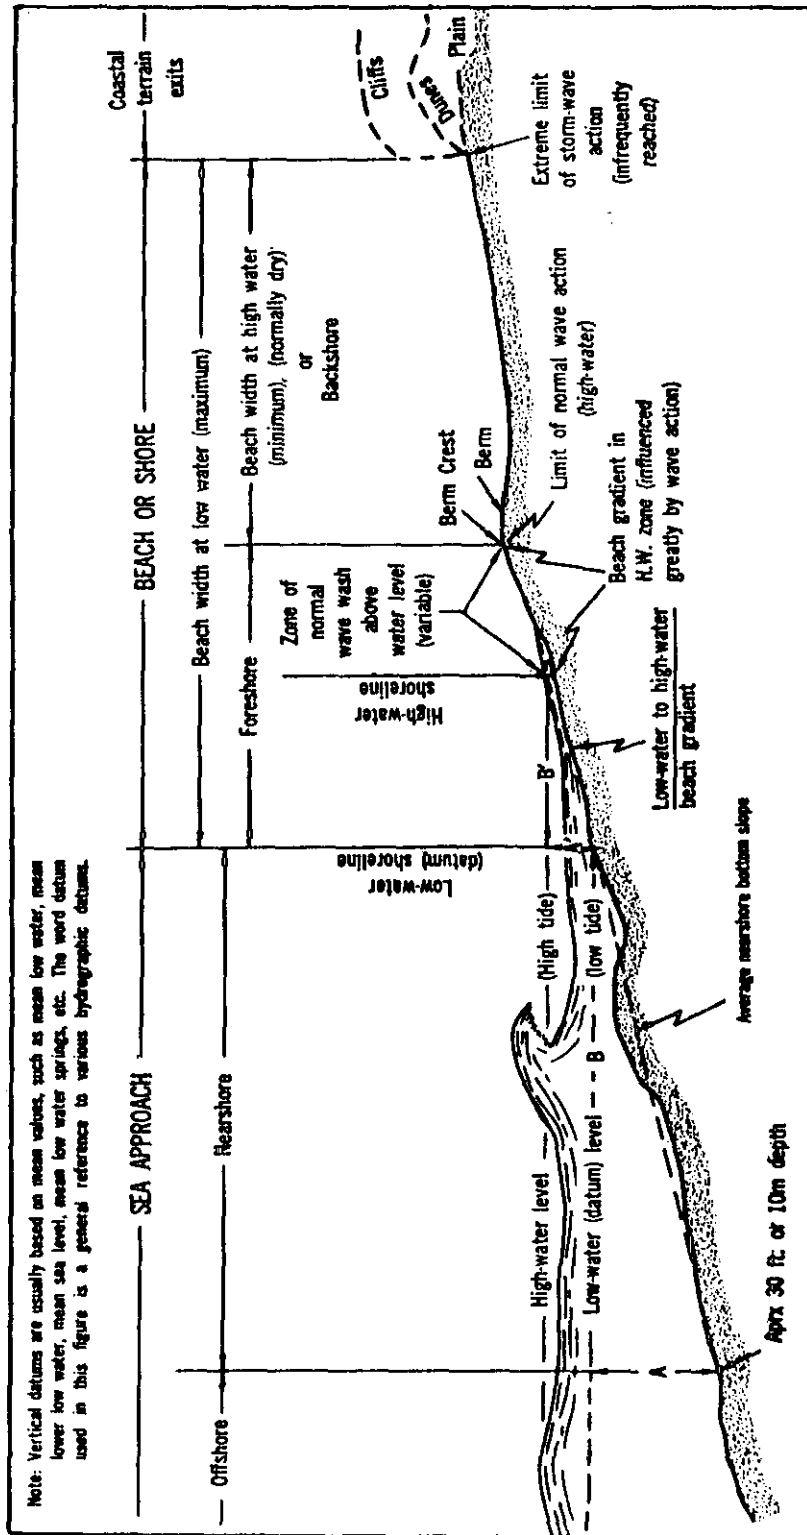 Note: Vertical datums are usually based on mean values, such as mean low water, mean
lower low water, mean sea level, mean low water springs, etc. The word datum
used in this figure is a general reference to various hydrographic datums.
SEA APPROACH
BEACH OR SHORE
Coastal
terrain
exits
Beach width at low water (maximum)
Offshore
Nearshore
Foreshore
Beach width at high water
(minimum), (normally dry)
or
Backshore
Low-water
(datum) shoreline
High-water
shoreline
Zone of
normal
wave wash
above
water level
(variable)
Cliffs
Dunes
Plain
Berm Crest
Berm
High-water level
(High tide)
B'
Low-water (datum) level
B
(low tide)
A
Limit of normal wave action
(high-water)
Extreme limit
of storm-wave
action
(infrequently
reached)
Beach gradient in
H.W. zone (influenced
greatly by wave action)
Low-water to high-water
beach gradient
Average nearshore bottom slope
Aprx 30 ft. or 10m depth